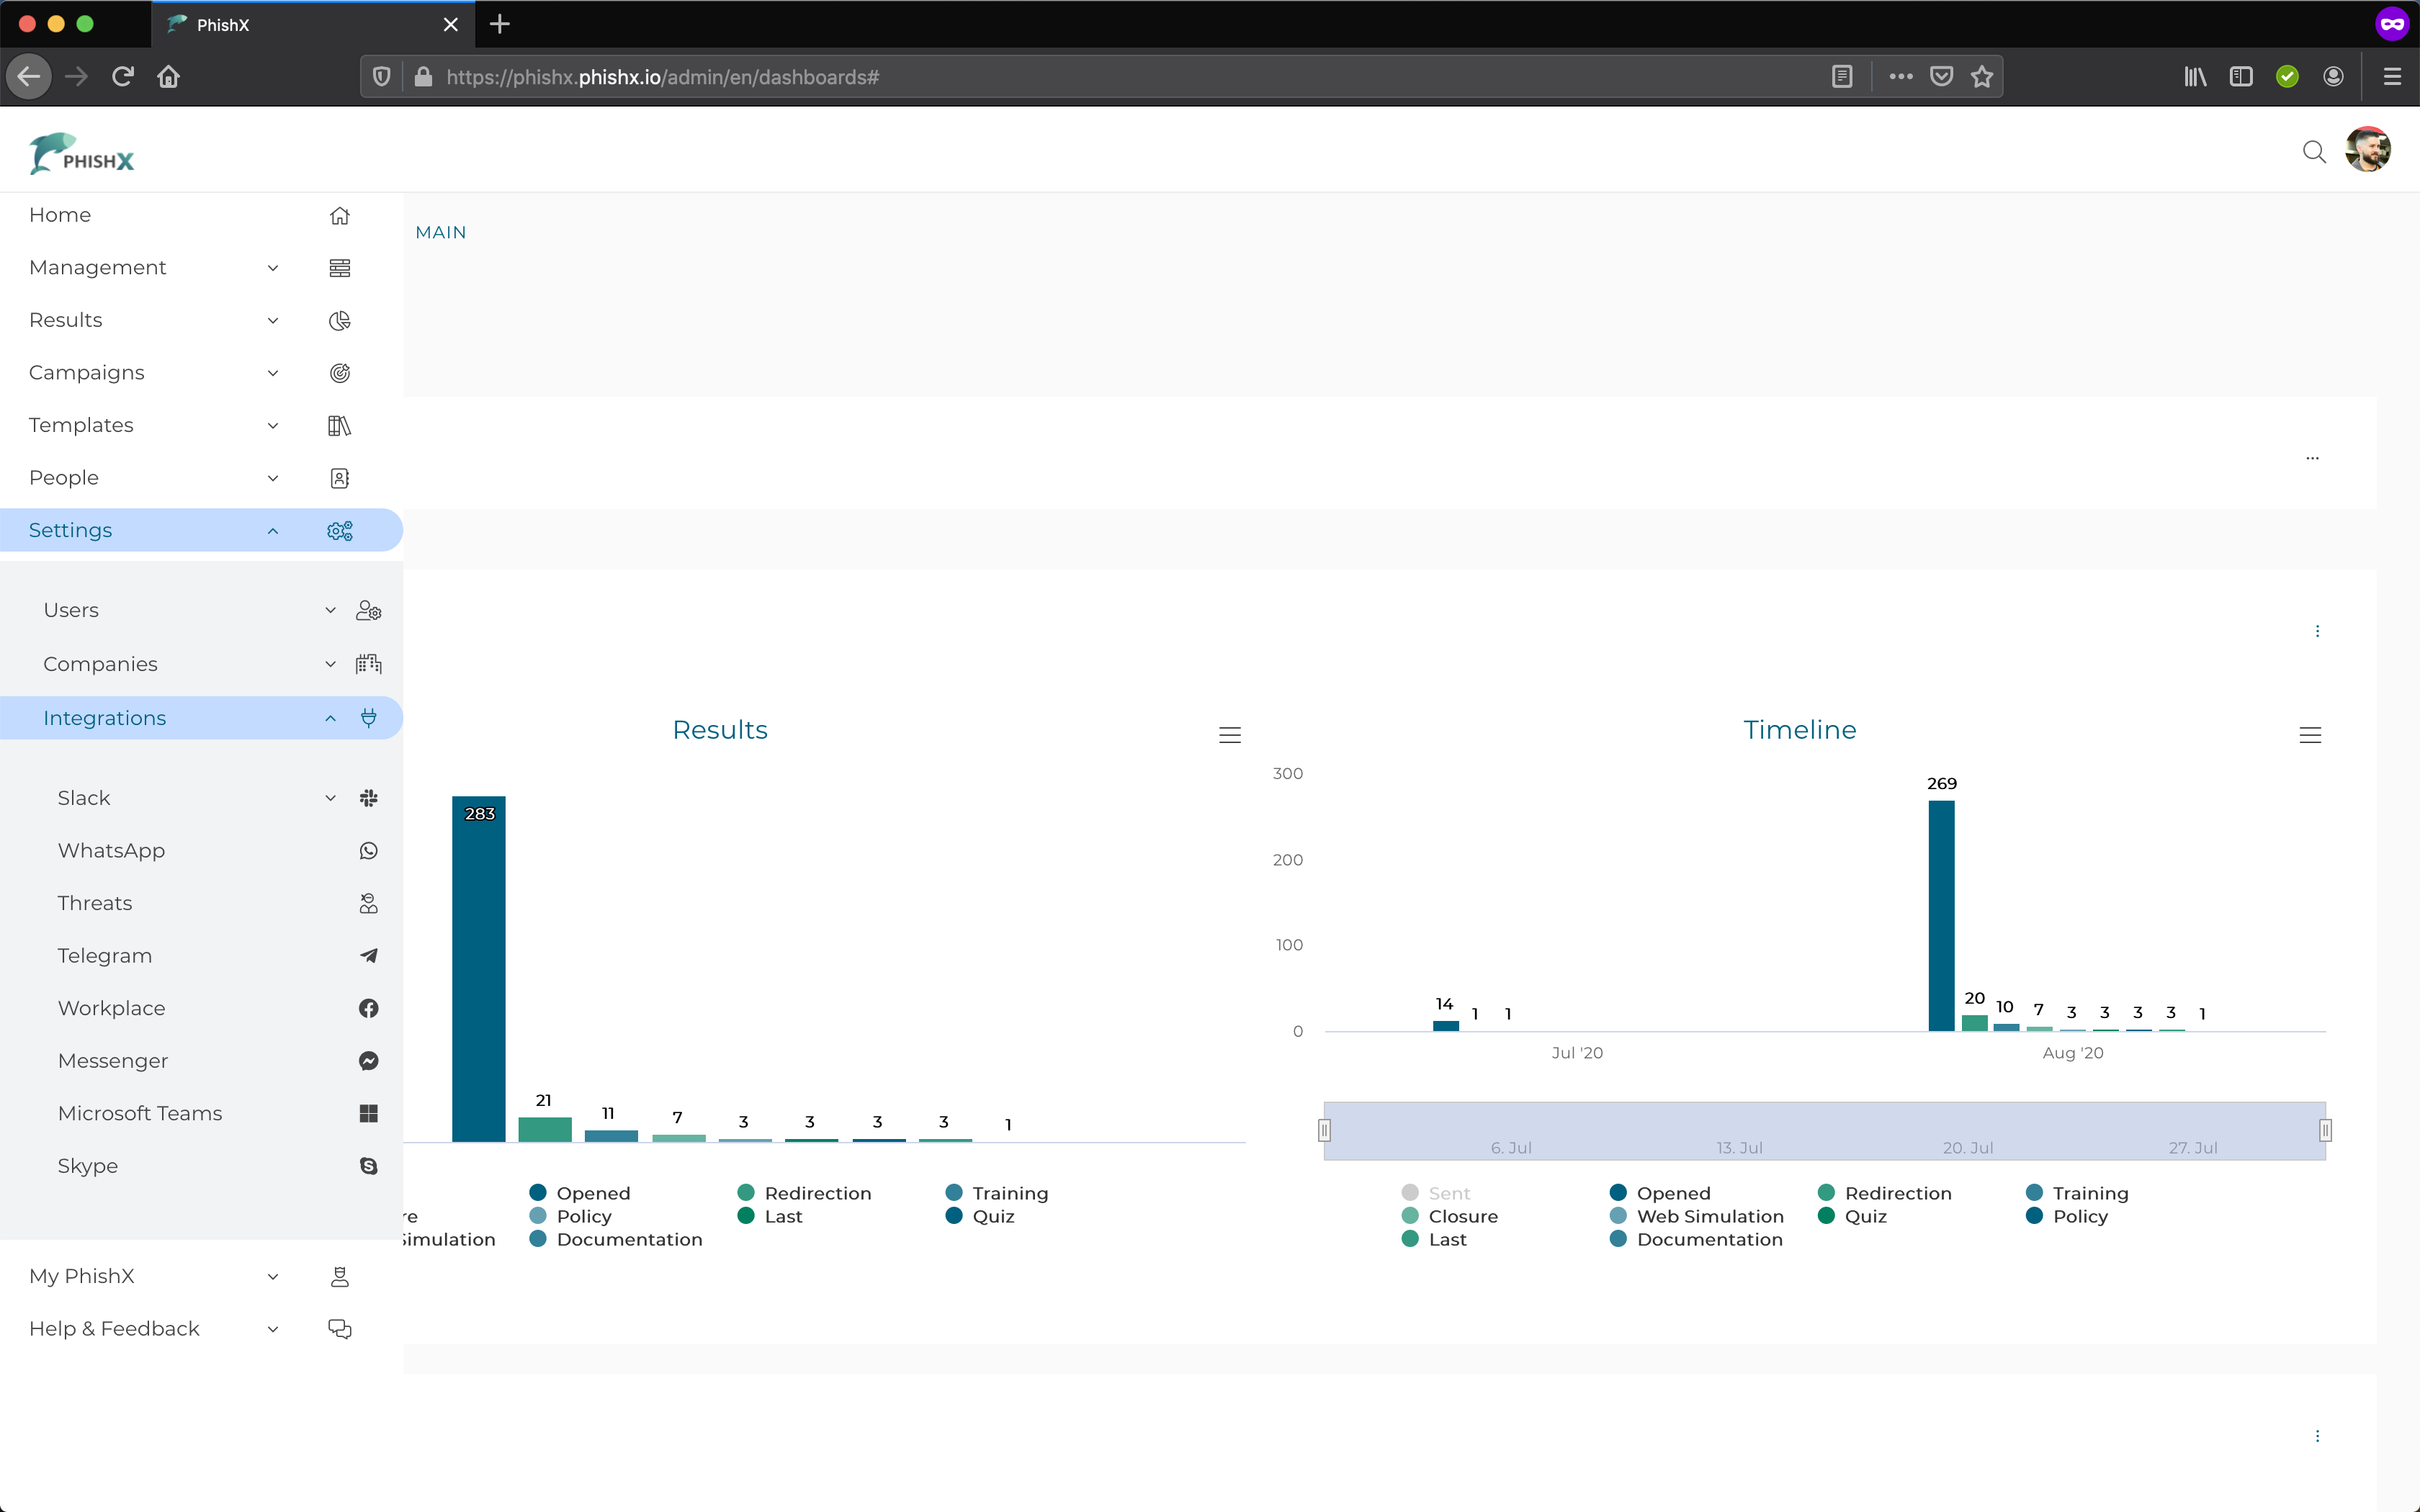 PhishX
https://phishx.phishx.io/admin/en/dashboards#
PHISHX
Home
MAIN
Management
Results
Campaigns
Templates
People
Settings
Users
Companies
Integrations
Slack
WhatsApp
Threats
Telegram
Workplace
Messenger
Microsoft Teams
Skype
My PhishX
Help & Feedback
Results
283
21
11
7
3
3
3
3
1
Opened
Redirection
Training
re
Policy
Last
Quiz
Simulation
Documentation
Timeline
300
200
100
0
14
1
1
269
20
10
7
3
3
3
3
1
Jul '20
Aug '20
6. Jul
13. Jul
20. Jul
27. Jul
Sent
Opened
Redirection
Training
Closure
Web Simulation
Quiz
Policy
Last
Documentation